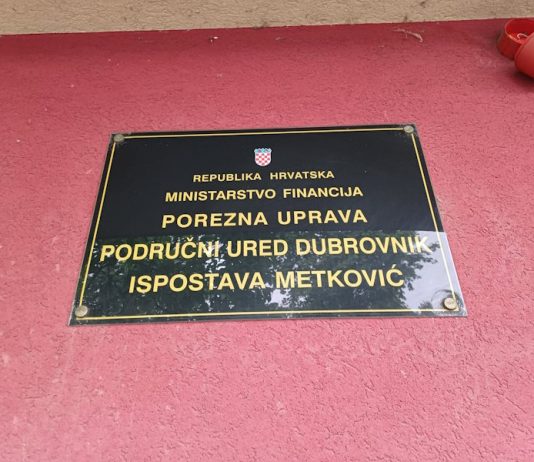 REPUBLIKA HRVATSKA
MINISTARSTVO FINANCIJA
POREZNA UPRAVA
PODRUČNI URED DUBROVNIK
ISPOSTAVA METKOVIĆ